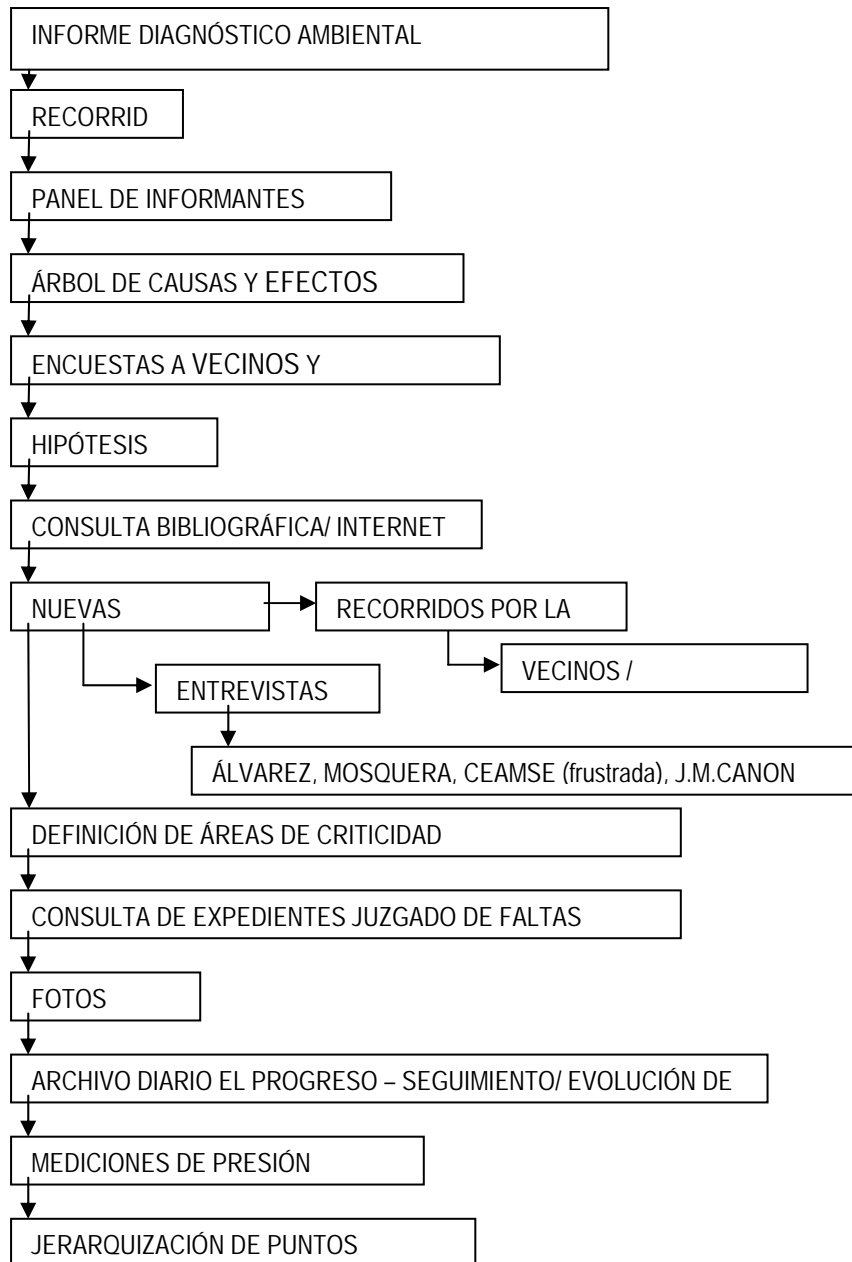 INFORME DIAGNÓSTICO AMBIENTAL
RECORRID
PANEL DE INFORMANTES
ÁRBOL DE CAUSAS Y EFECTOS
ENCUESTAS A VECINOS Y
HIPÓTESIS
CONSULTA BIBLIOGRÁFICA/ INTERNET
NUEVAS
RECORRIDOS POR LA
VECINOS /
ENTREVISTAS
ÁLVAREZ, MOSQUERA, CEAMSE (frustrada), J.M.CANON
DEFINICIÓN DE ÁREAS DE CRITICIDAD
CONSULTA DE EXPEDIENTES JUZGADO DE FALTAS
FOTOS
ARCHIVO DIARIO EL PROGRESO – SEGUIMIENTO/ EVOLUCIÓN DE
MEDICIONES DE PRESIÓN
JERARQUIZACIÓN DE PUNTOS